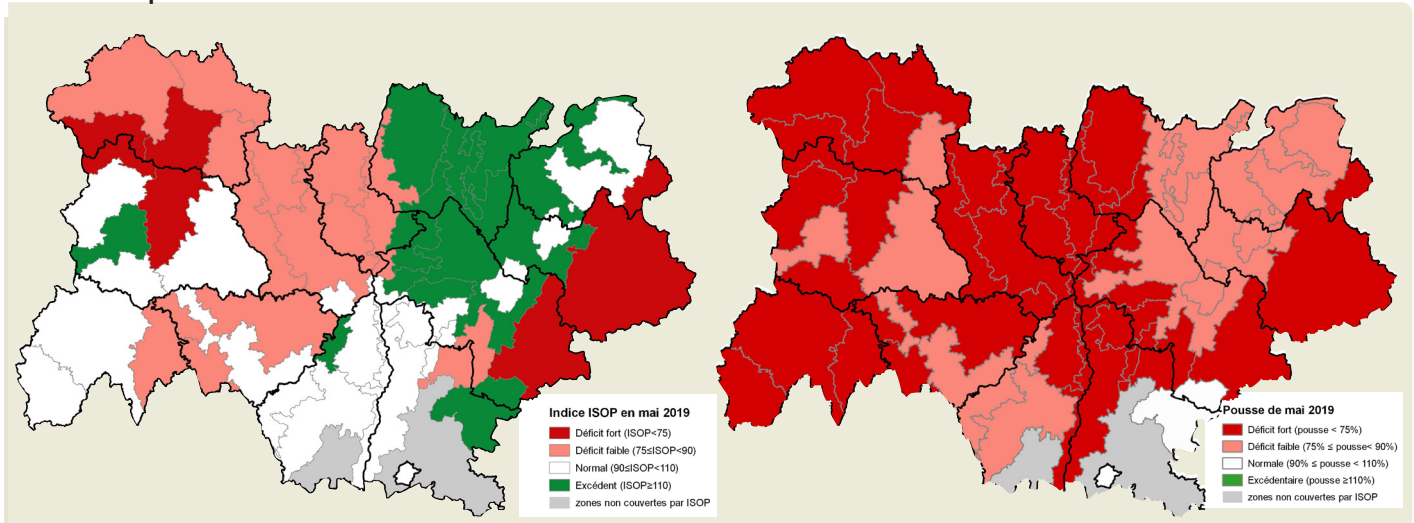 Indice ISOP en mai 2019
Déficit fort (ISOP<75)
Déficit faible (75≤ISOP<90)
Normal (90≤ISOP<110)
Excédent (ISOP≥110)
zones non couvertes par ISOP
Pousse de mai 2019
Déficit fort (pousse < 75%)
Déficit faible (75% ≤ pousse< 90%)
Normale (90% ≤ pousse < 110%)
Excédentaire (pousse ≥110%)
zones non couvertes par ISOP